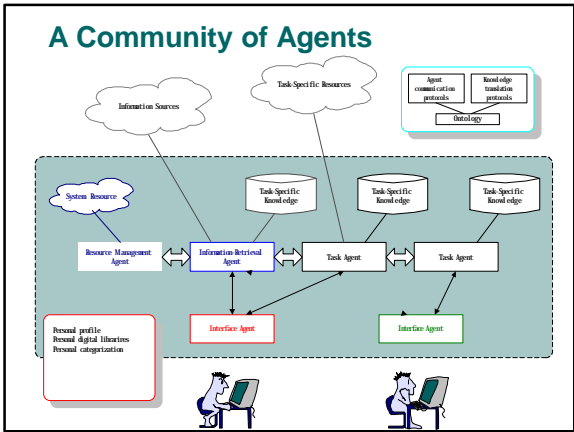 A Community of Agents
Task-Specific Resources
Information Sources
Agent
communication
protocols
Knowledge
translation
protocols
Ontology
System Resource
Task-Specific
Knowledge
Task-Specific
Knowledge
Task-Specific
Knowledge
Resource Management
Agent
Information-Retrieval
Agent
Task Agent
Task Agent
Interface Agent
Interface Agent
Personal profile
Personal digital librarires
Personal categorization